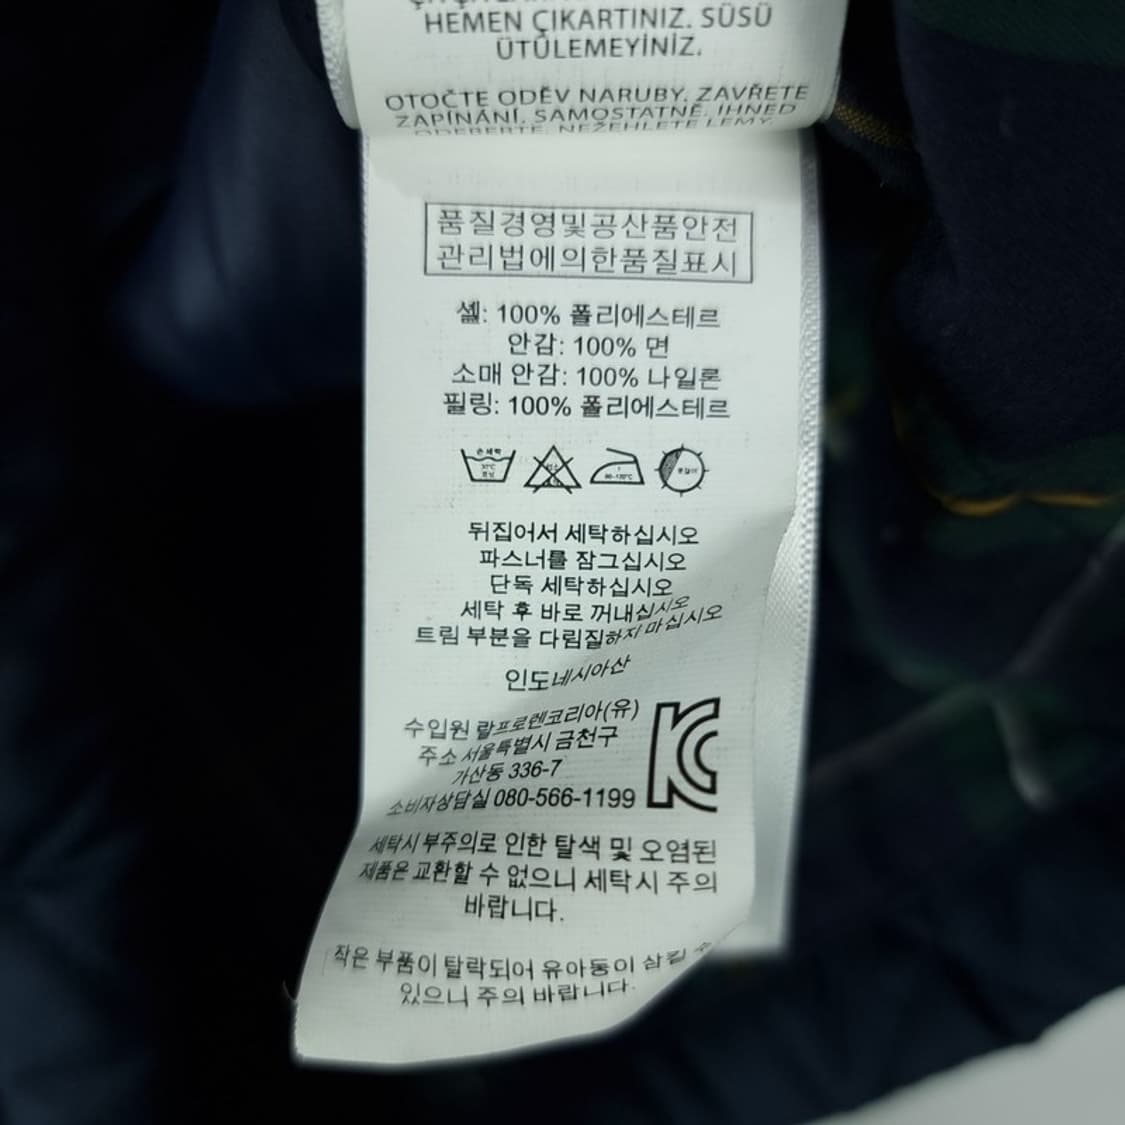 HEMEN ÇIKARTINIZ. SÜSÜ
ÜTÜLEMEYİNİZ.
OTOČTE ODĚV NARUBY. ZAVŘETE
ZAPÍNÁNÍ. SAMOSTATNĚ. IHNED
ODEBERTE. NEŽEHLETE LEMY.
품질경영및공산품안전
관리법에의한품질표시
셸: 100% 폴리에스테르
안감: 100% 면
소매 안감: 100% 나일론
필링: 100% 폴리에스테르
손세탁
30°C
중성
80~120°C
뒤집어서 세탁하십시오
파스너를 잠그십시오
단독 세탁하십시오
세탁 후 바로 꺼내십시오
트림 부분을 다림질하지 마십시오
인도네시아산
수입원 랄프로렌코리아(유)
주소 서울특별시 금천구
가산동 336-7
소비자상담실 080-566-1199
세탁시 부주의로 인한 탈색 및 오염된
제품은 교환할 수 없으니 세탁시 주의
바랍니다.
작은 부품이 탈락되어 유아동이 삼킬 수
있으니 주의 바랍니다.